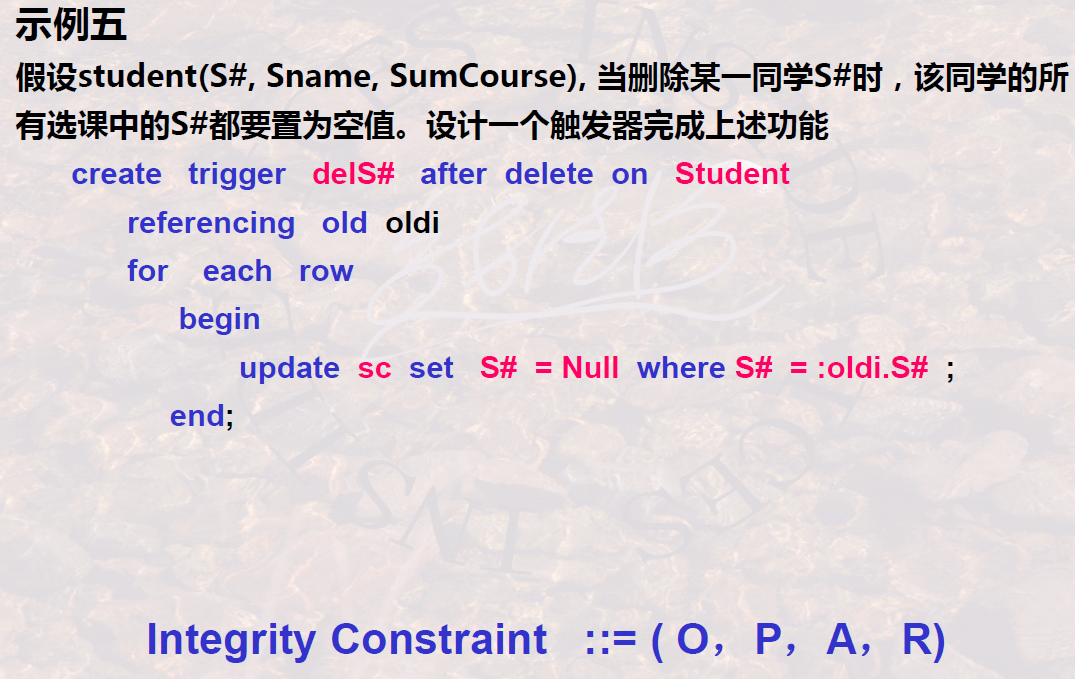 示例五
假设student(S#, Sname, SumCourse), 当删除某一同学S#时，该同学的所
有选课中的S#都要置为空值。设计一个触发器完成上述功能
create trigger delS# after delete on Student
referencing old oldi
for each row
begin
update sc set S# = Null where S# = :oldi.S# ;
end;
Integrity Constraint ::= ( O，P，A，R)